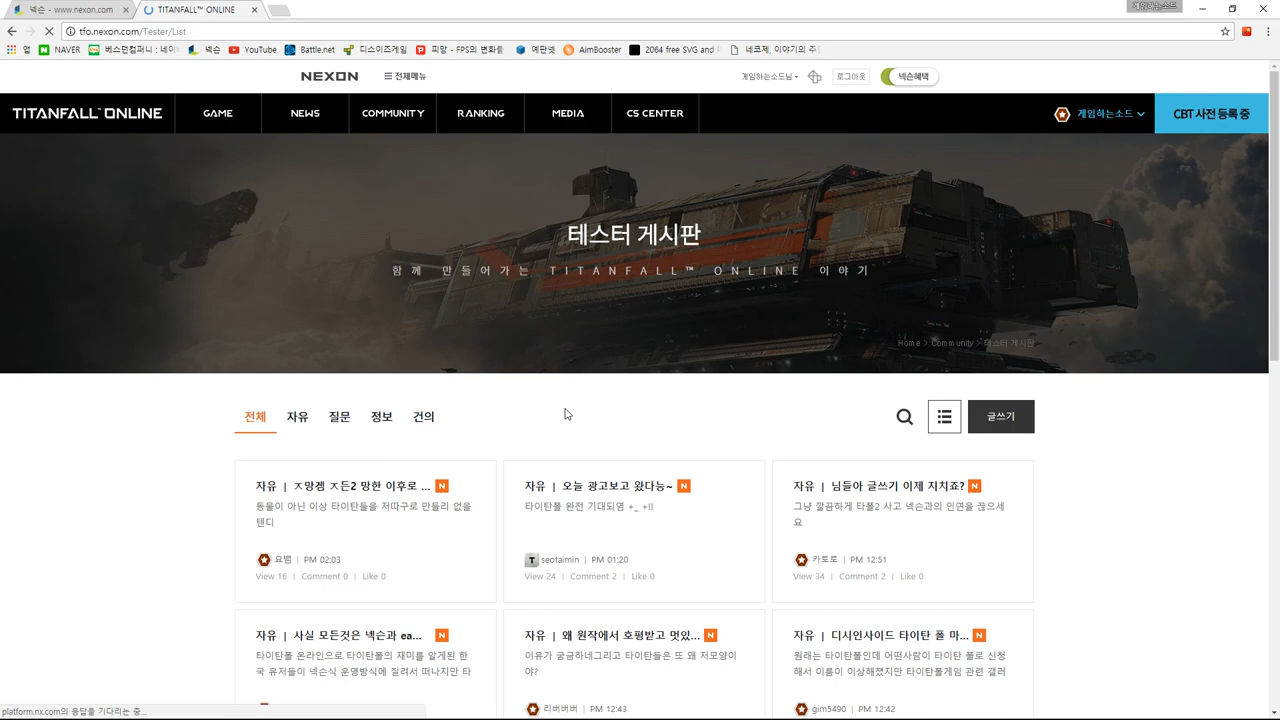 넥슨 - www.nexon.com
TITANFALL™ ONLINE
게임하는소드
tfo.nexon.com/Tester/List
앱
NAVER
버스던컴퍼니 : 네이버
넥슨
YouTube
Battle.net
디스이즈게임
피망 - FPS의 변화를
예판넷
AimBooster
2064 free SVG and P
네코제, 이야기의 주
NEXON
전체메뉴
게임하는소드님
로그아웃
넥슨혜택
TITANFALL™ ONLINE
GAME
NEWS
COMMUNITY
RANKING
MEDIA
CS CENTER
게임하는소드
CBT 사전 등록 중
테스터 게시판
함께 만들어가는 TITANFALL™ ONLINE 이야기
Home > Community > 테스터 게시판
전체
자유
질문
정보
건의
글쓰기
자유 | ㅈ망겜 ㅈ든2 망한 이후로 ... N
동물이 아닌 이상 타이탄들을 저따구로 만들리 없을
텐디
요뱀 | PM 02:03
View 16 | Comment 0 | Like 0
자유 | 오늘 광고보고 왔다능~ N
타이탄폴 완전 기대되염 +_ +!!
T seotaimin | PM 01:20
View 24 | Comment 2 | Like 0
자유 | 님들아 글쓰기 이제 지치죠? N
그냥 깔끔하게 타폴2 사고 넥슨과의 인연을 끊으세
요
카로로 | PM 12:51
View 34 | Comment 2 | Like 0
자유 | 사실 모든것은 넥슨과 ea... N
타이탄폴 온라인으로 타이탄폴의 재미를 알게된 한
국 유저들이 넥슨식 운영방식에 질려서 떠나지만 타
자유 | 왜 원작에서 호평받고 멋있... N
이유가 궁금하네그리고 타이탄들은 또 왜 저모양이
야?
리버버버 | PM 12:43
자유 | 디시인사이드 타이탄 폴 마... N
원래는 타이탄폴인데 어떤사람이 타이탄 폴로 신청
해서 이름이 이상해졌지만 타이탄폴게임 관련 갤러
gim5490 | PM 12:42
platform.nx.com의 응답을 기다리는 중...